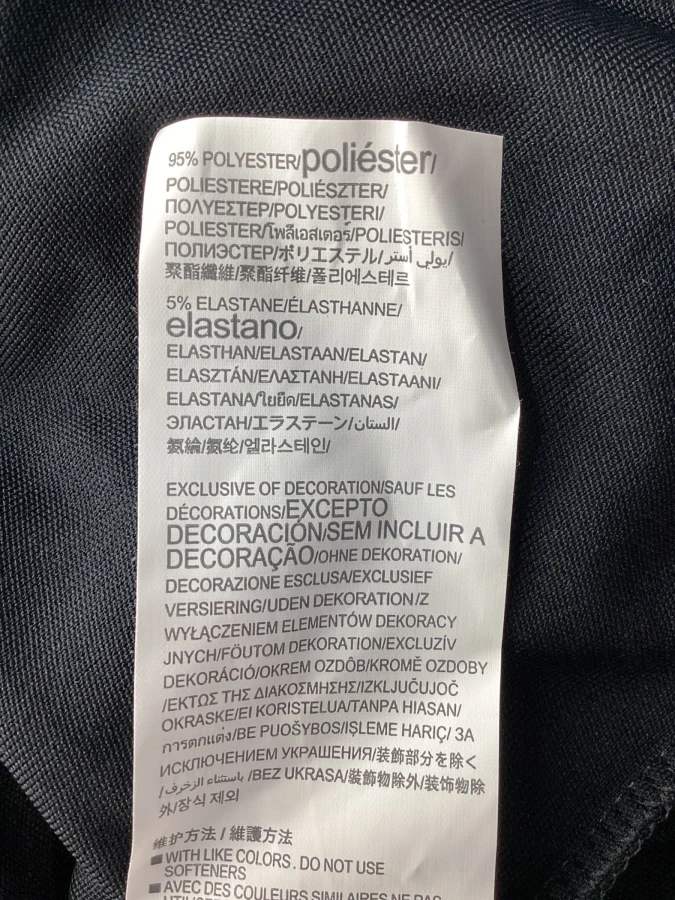 95% POLYESTER/poliéster/
POLIESTERE/POLIÉSZTER/
ΠΟΛΥΕΣΤΕΡ/POLYESTERI/
POLIESTER/โพลีเอสเตอร์/POLIESTERIS/
ПОЛИЭСТЕР/ポリエステル/يولي أستر/
聚酯纖維/聚酯纤维/폴리에스테르
5% ELASTANE/ÉLASTHANNE/
elastano/
ELASTHAN/ELASTAAN/ELASTAN/
ELASZTÁN/ΕΛΑΣΤΑΝΗ/ELASTAANI/
ELASTANA/ใยยืด/ELASTANAS/
ЭЛАСТАН/エラステーン/الستان/
氨綸/氨纶/엘라스테인/
EXCLUSIVE OF DECORATION/SAUF LES
DÉCORATIONS/EXCEPTO
DECORACIÓN/SEM INCLUIR A
DECORAÇÃO/OHNE DEKORATION/
DECORAZIONE ESCLUSA/EXCLUSIEF
VERSIERING/UDEN DEKORATION/Z
WYŁĄCZENIEM ELEMENTÓW DEKORACY
JNYCH/FÖUTOM DEKORATION/EXCLUZÍV
DEKORÁCIÓ/OKREM OZDÔB/KROMĚ OZDOBY
/ΕΚΤΩΣ ΤΗΣ ΔΙΑΚΟΣΜΗΣΗΣ/IZKLJUČUJOČ
OKRASKE/EI KORISTELUA/TANPA HIASAN/
การตกแต่ง/BE PUOŠYBOS/IŞLEME HARIÇ/ ЗА
ИСКЛЮЧЕНИЕМ УКРАШЕНИЯ/装飾部分を除く
/باستثناء الزخرف/BEZ UKRASA/裝飾物除外/装饰物除
外/장식 제외
维护方法 / 維護方法
WITH LIKE COLORS. DO NOT USE
SOFTENERS
AVEC DES COULEURS SIMILAIRES NE PAS